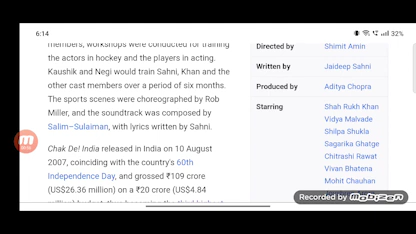 6:14
32%
members, workshops were conducted for training
the actors in hockey and the players in acting.
Kaushik and Negi would train Sahni, Khan and the
other cast members over a period of six months.
The sports scenes were choreographed by Rob
Miller, and the soundtrack was composed by
Salim–Sulaiman, with lyrics written by Sahni.
Chak De! India released in India on 10 August
2007, coinciding with the country's 60th
Independence Day, and grossed ₹109 crore
(US$26.36 million) on a ₹20 crore (US$4.84
Directed by Shimit Amin
Written by Jaideep Sahni
Produced by Aditya Chopra
Starring Shah Rukh Khan
Vidya Malvade
Shilpa Shukla
Sagarika Ghatge
Chitrashi Rawat
Vivan Bhatena
Mohit Chauhan
Recorded by Mobizen